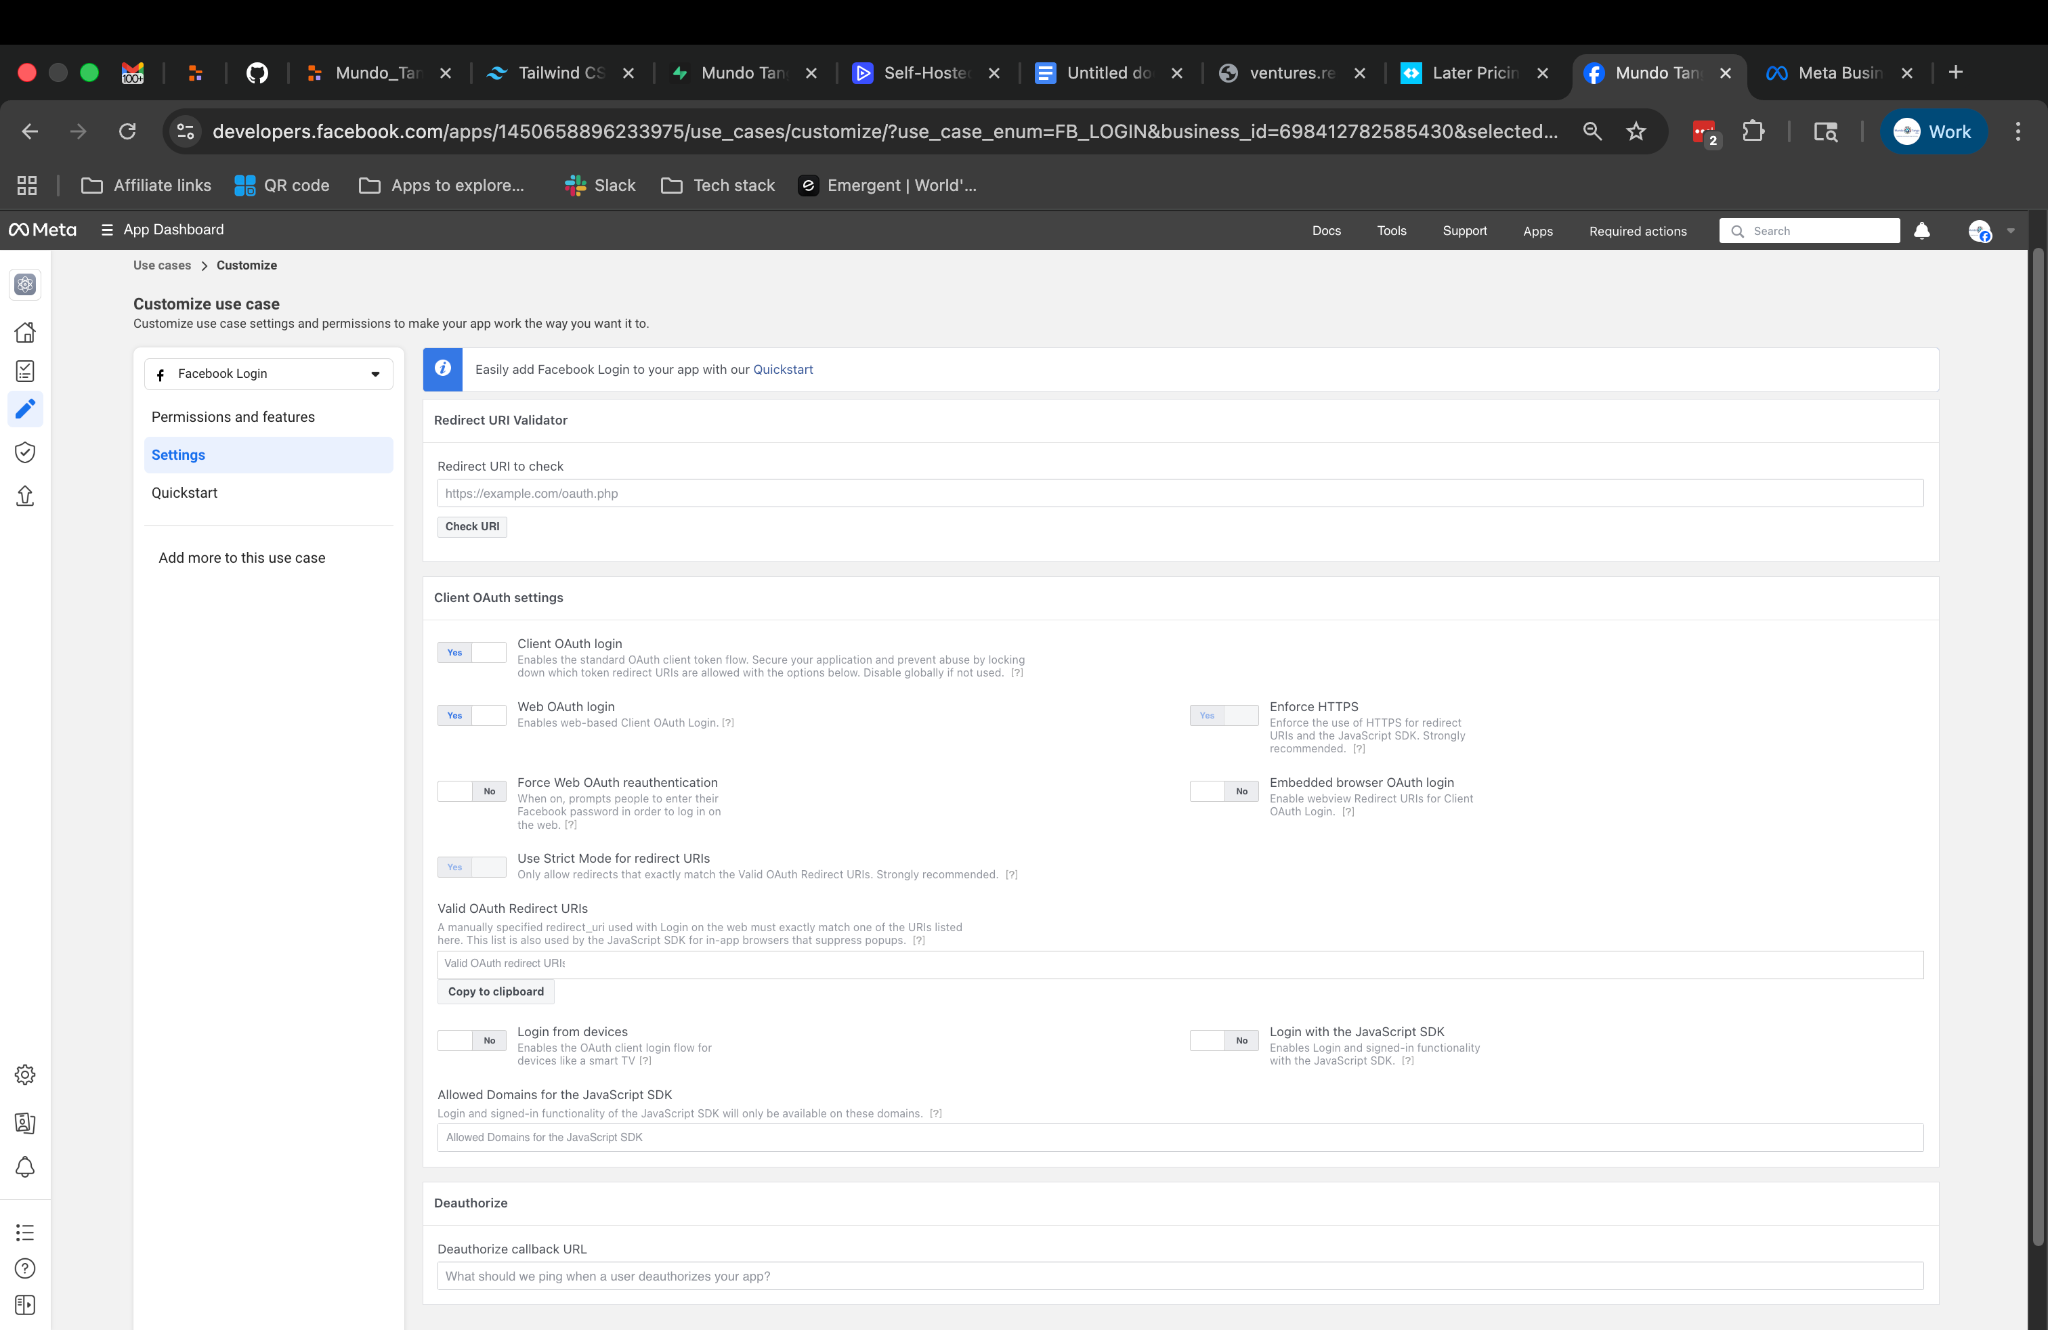 100+
Mundo_Tan
Tailwind CS
Mundo Tan
Self-Hoste
Untitled do
ventures.re
Later Pricin
Mundo Tan
Meta Busin
developers.facebook.com/apps/1450658896233975/use_cases/customize/?use_case_enum=FB_LOGIN&business_id=698412782585430&selected...
2
Work
Affiliate links
QR code
Apps to explore...
Slack
Tech stack
Emergent | World'...
Meta
App Dashboard
Docs
Tools
Support
Apps
Required actions
Search
Use cases > Customize
Customize use case
Customize use case settings and permissions to make your app work the way you want it to.
Facebook Login
Permissions and features
Settings
Quickstart
Add more to this use case
Easily add Facebook Login to your app with our Quickstart
Redirect URI Validator
Redirect URI to check
https://example.com/oauth.php
Check URI
Client OAuth settings
Yes
Client OAuth login
Enables the standard OAuth client token flow. Secure your application and prevent abuse by locking
down which token redirect URIs are allowed with the options below. Disable globally if not used. [?]
Yes
Web OAuth login
Enables web-based Client OAuth Login. [?]
Yes
Enforce HTTPS
Enforce the use of HTTPS for redirect
URIs and the JavaScript SDK. Strongly
recommended. [?]
No
Force Web OAuth reauthentication
When on, prompts people to enter their
Facebook password in order to log in on
the web. [?]
No
Embedded browser OAuth login
Enable webview Redirect URIs for Client
OAuth Login. [?]
Yes
Use Strict Mode for redirect URIs
Only allow redirects that exactly match the Valid OAuth Redirect URIs. Strongly recommended. [?]
Valid OAuth Redirect URIs
A manually specified redirect_uri used with Login on the web must exactly match one of the URIs listed
here. This list is also used by the JavaScript SDK for in-app browsers that suppress popups. [?]
Valid OAuth redirect URIs
Copy to clipboard
No
Login from devices
Enables the OAuth client login flow for
devices like a smart TV [?]
No
Login with the JavaScript SDK
Enables Login and signed-in functionality
with the JavaScript SDK. [?]
Allowed Domains for the JavaScript SDK
Login and signed-in functionality of the JavaScript SDK will only be available on these domains. [?]
Allowed Domains for the JavaScript SDK
Deauthorize
Deauthorize callback URL
What should we ping when a user deauthorizes your app?